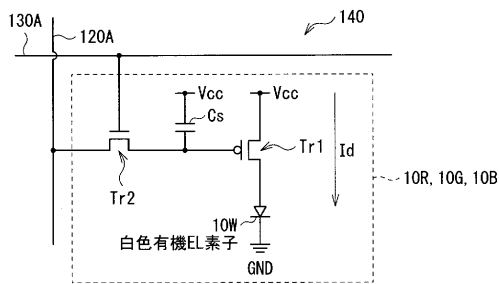 140
130A
120A
Vcc
Vcc
Cs
Tr1
Id
Tr2
10R, 10G, 10B
10W
白色有機EL素子
GND